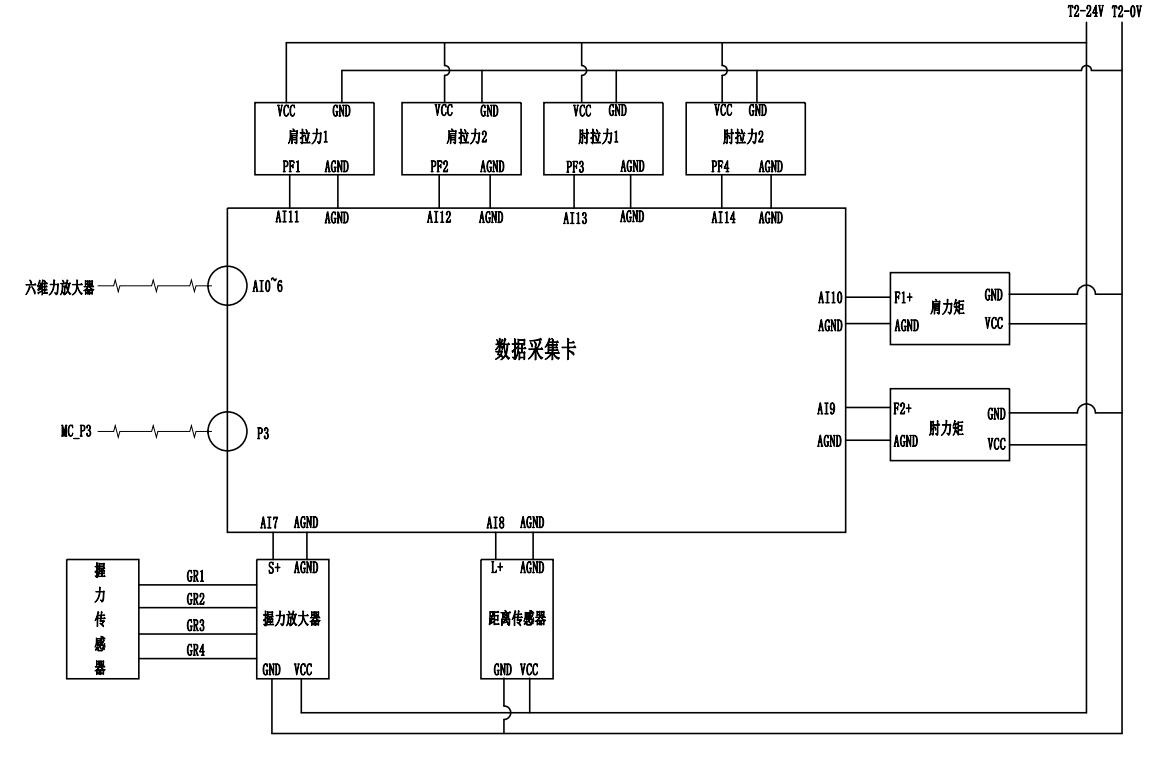 T2-24V T2-0V
VCC GND VCC GND VCC GND VCC GND
肩拉力1 肩拉力2 肘拉力1 肘拉力2
PF1 AGND PF2 AGND PF3 AGND PF4 AGND
AI11 AGND AI12 AGND AI13 AGND AI14 AGND
六维力放大器 AI0~6
AI10 F1+ 肩力矩 GND
AGND AGND VCC
数据采集卡
AI9 F2+ 肘力矩 GND
AGND AGND VCC
MC_P3 P3
AI7 AGND AI8 AGND
S+ AGND L+ AGND
握力传感器
GR1
GR2
GR3
GR4
握力放大器 距离传感器
GND VCC GND VCC